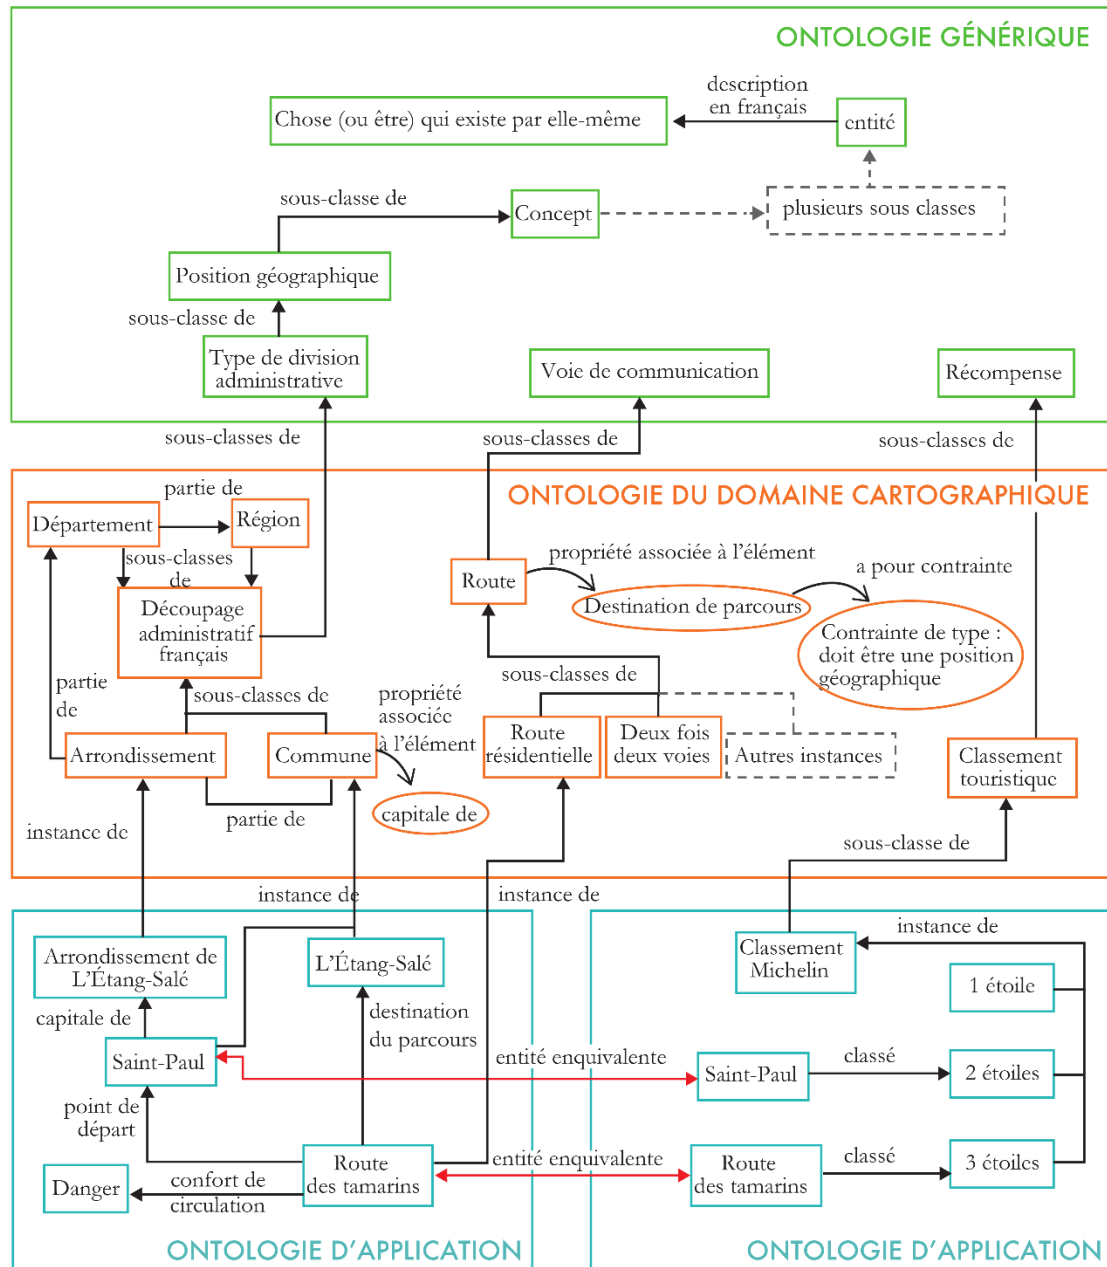 ONTOLOGIE GÉNÉRIQUE
description
en français
Chose (ou être) qui existe par elle-même
entité
sous-classe de
Concept
plusieurs sous classes
Position géographique
sous-classe de
Type de division
administrative
Voie de communication
Récompense
sous-classes de
sous-classes de
sous-classes de
ONTOLOGIE DU DOMAINE CARTOGRAPHIQUE
partie de
Département
Région
sous-classes
de
propriété associée à l'élément
a pour contrainte
Route
Destination de parcours
Découpage
administratif
français
Contrainte de type :
doit être une position
géographique
partie
de
sous-classes de
propriété
associée
à l'élément
sous-classes de
Arrondissement
Commune
Route
résidentielle
Deux fois
deux voies
Autres instances
Classement
touristique
partie de
capitale de
instance de
sous-classe de
instance de
instance de
Arrondissement de
L'Étang-Salé
L'Étang-Salé
Classement
Michelin
instance de
1 étoile
capitale de
destination
du parcours
Saint-Paul
entité enquivalente
Saint-Paul
classé
2 étoiles
point de
départ
Route
des tamarins
entité enquivalente
Route
des tamarins
classé
3 étoiles
Danger
confort de
circulation
ONTOLOGIE D'APPLICATION
ONTOLOGIE D'APPLICATION